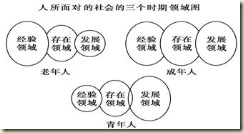 人所面对的社会的三个时期领域图
经验领域 存在领域 发展领域
老年人
经验领域 存在领域 发展领域
成年人
经验领域 存在领域 发展领域
青年人